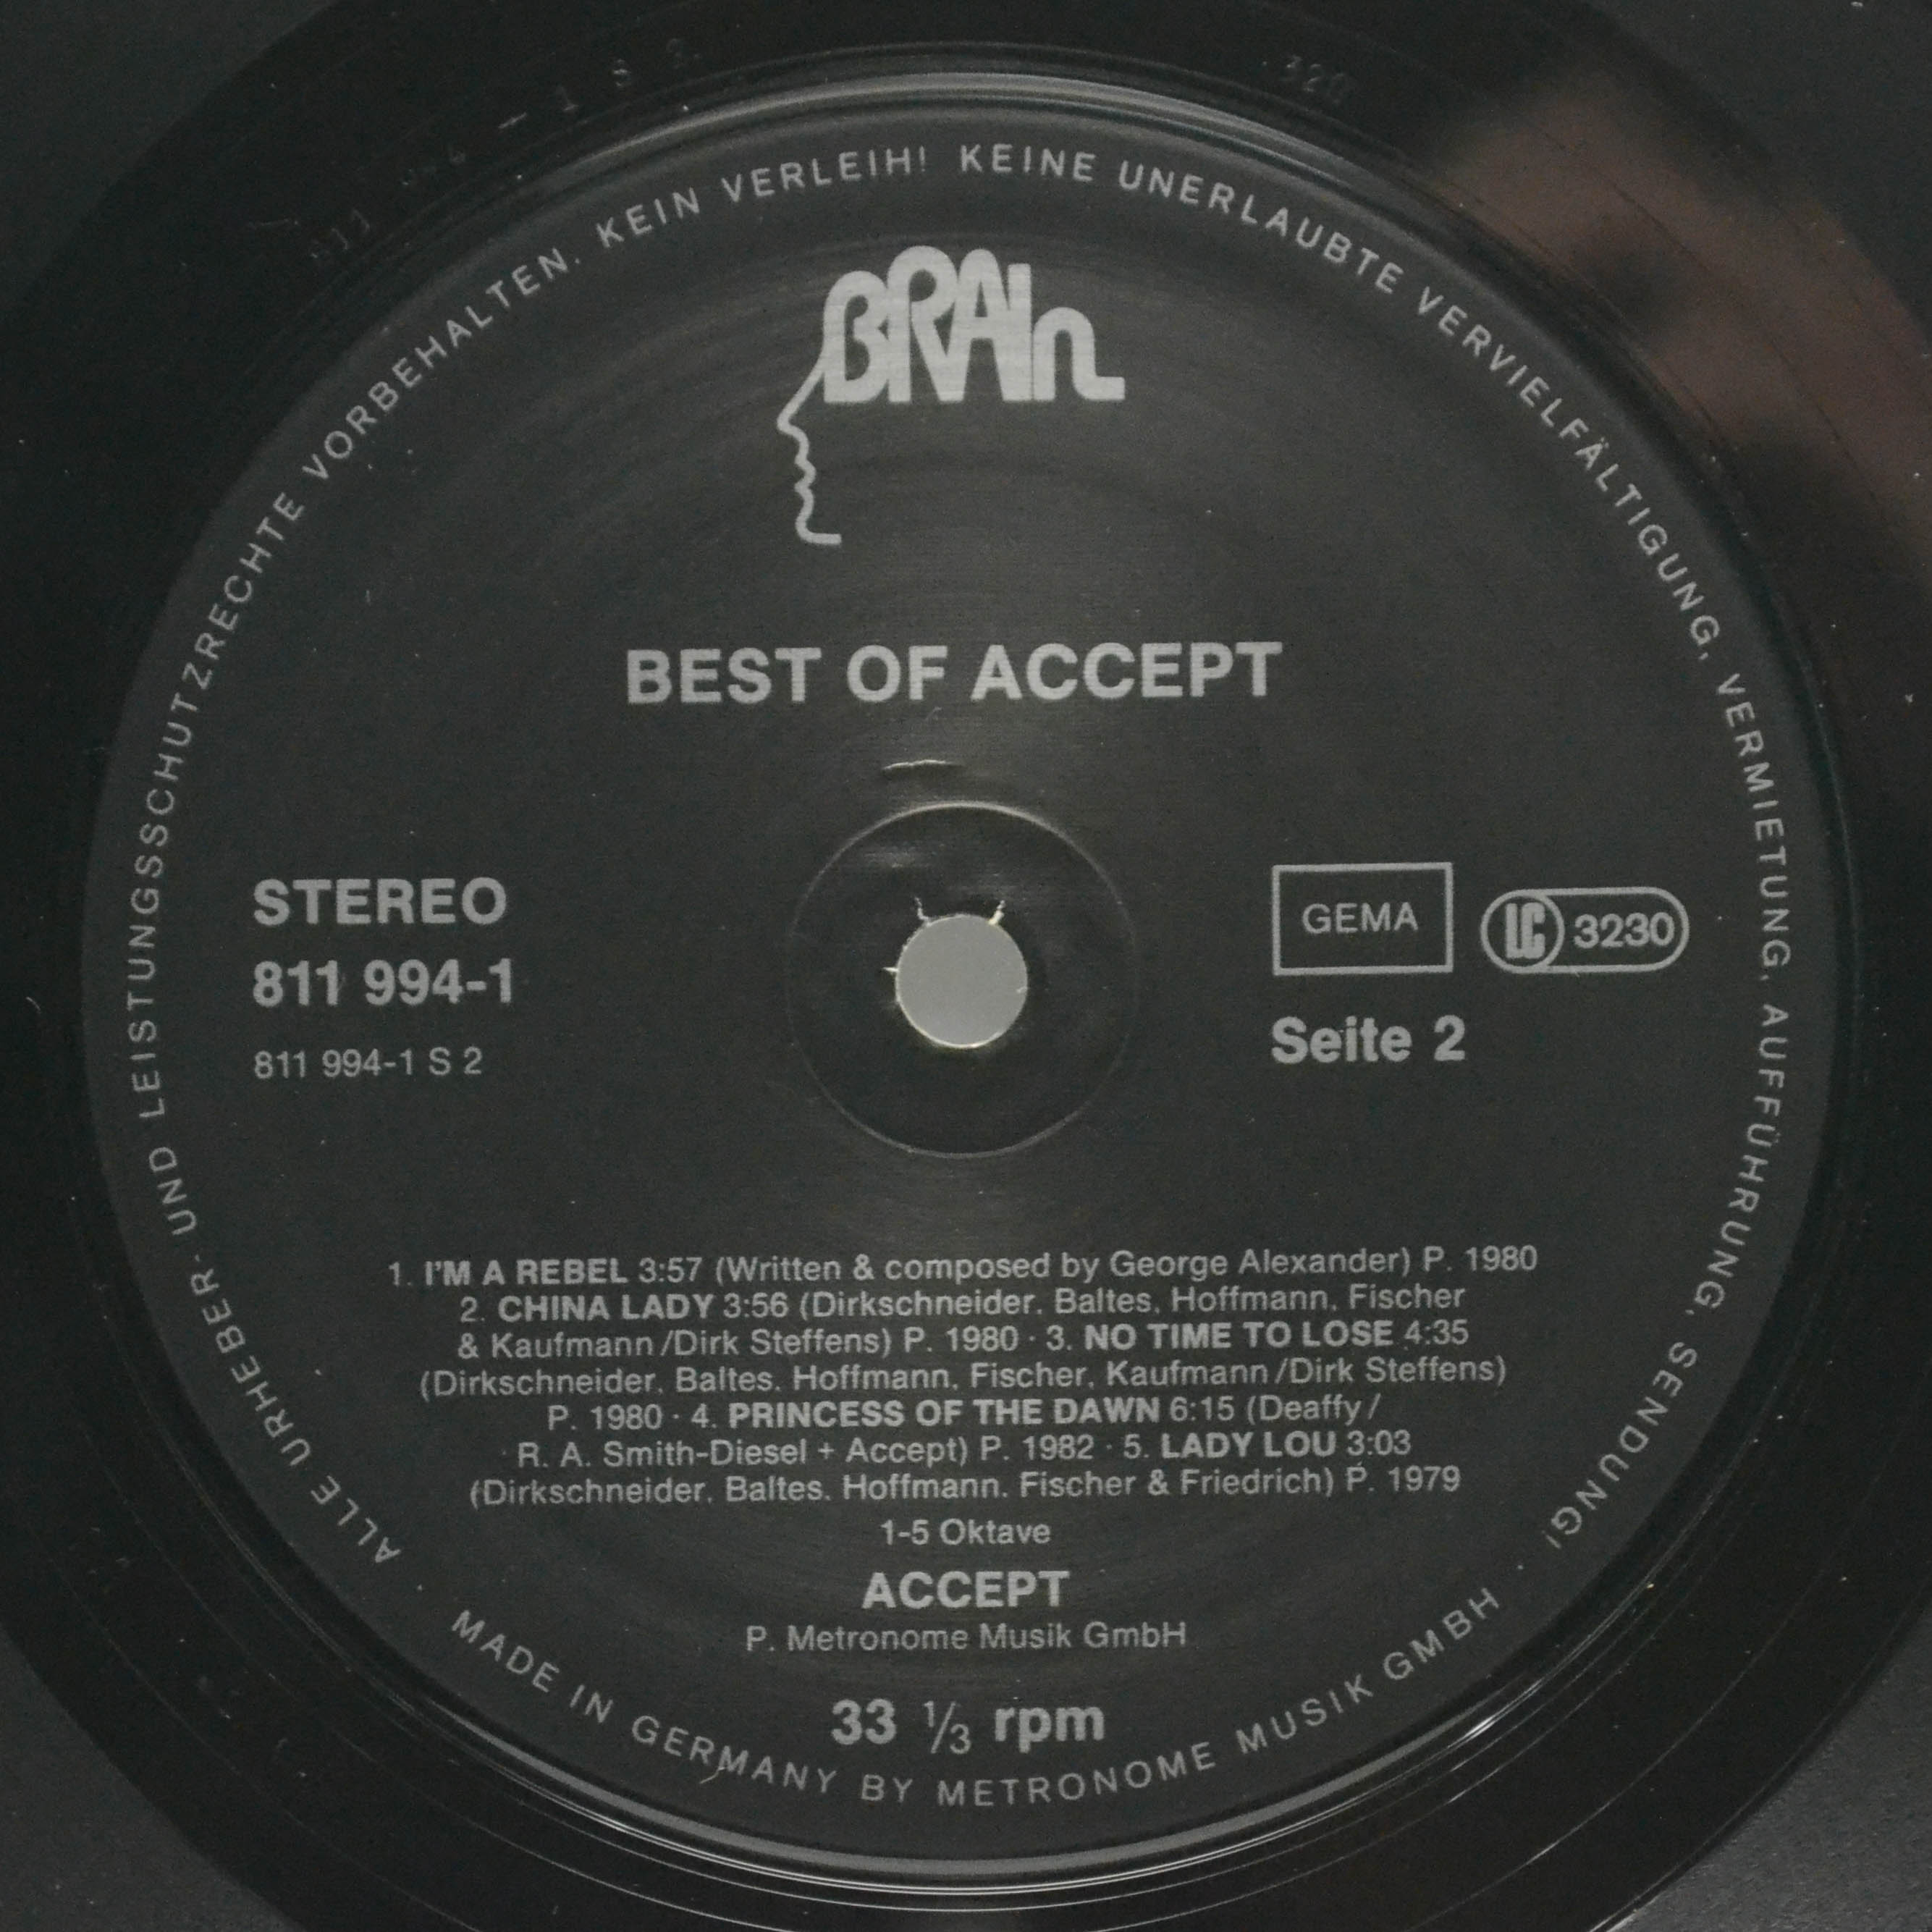 ALLE URHEBER- UND LEISTUNGSSCHUTZRECHTE VORBEHALTEN. KEIN VERLEIH! KEINE UNERLAUBTE VERVIELFÄLTIGUNG, VERMIETUNG, AUFFÜHRUNG, SENDUNG!
BRAIn
BEST OF ACCEPT
STEREO
811 994-1
811 994-1 S 2
GEMA
LC 3230
Seite 2
1. I'M A REBEL 3:57 (Written & composed by George Alexander) P. 1980
2. CHINA LADY 3:56 (Dirkschneider. Baltes. Hoffmann. Fischer
& Kaufmann/Dirk Steffens) P. 1980 · 3. NO TIME TO LOSE 4:35
(Dirkschneider. Baltes. Hoffmann. Fischer. Kaufmann/Dirk Steffens)
P. 1980 · 4. PRINCESS OF THE DAWN 6:15 (Deaffy/
R. A. Smith-Diesel + Accept) P. 1982 · 5. LADY LOU 3:03
(Dirkschneider. Baltes. Hoffmann. Fischer & Friedrich) P. 1979
1-5 Oktave
ACCEPT
P. Metronome Musik GmbH
33 ⅓ rpm
MADE IN GERMANY BY METRONOME MUSIK GMBH
320